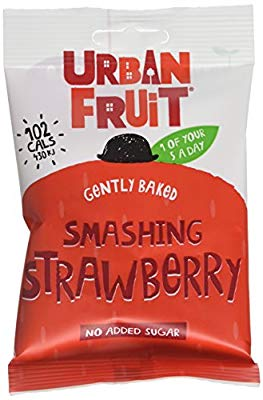 URBAN
FRUIT®
102
CALS
430KJ
1 OF YOUR
5 A DAY
GENTLY BAKED
SMASHING
STRAWBERRY
NO ADDED SUGAR